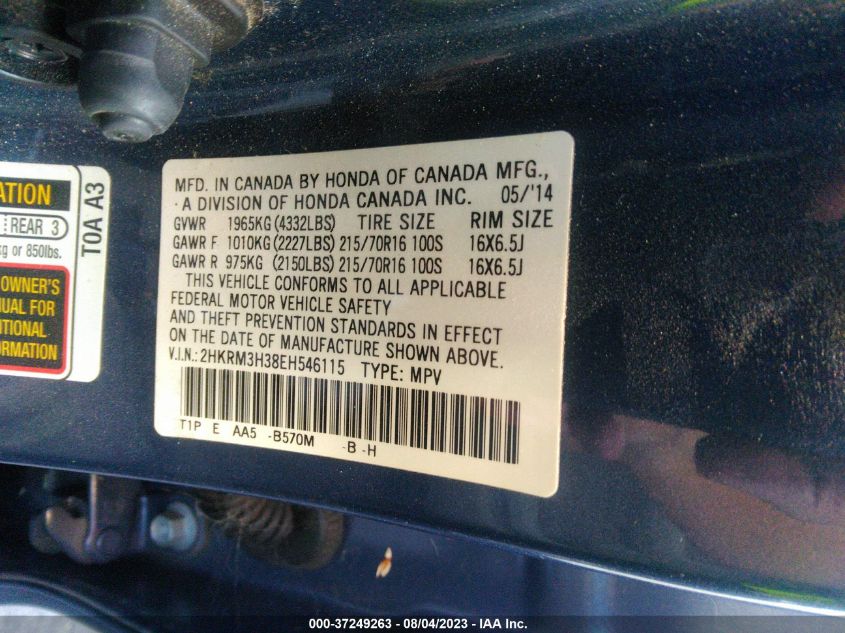 ATION
REAR 3
kg or 850lbs.
OWNER'S
UAL FOR
ITIONAL
FORMATION
T0A A3
MFD. IN CANADA BY HONDA OF CANADA MFG.,
A DIVISION OF HONDA CANADA INC. 05/'14
GVWR 1965KG (4332LBS) TIRE SIZE RIM SIZE
GAWR F 1010KG (2227LBS) 215/70R16 100S 16X6.5J
GAWR R 975KG (2150LBS) 215/70R16 100S 16X6.5J
THIS VEHICLE CONFORMS TO ALL APPLICABLE
FEDERAL MOTOR VEHICLE SAFETY
AND THEFT PREVENTION STANDARDS IN EFFECT
ON THE DATE OF MANUFACTURE SHOWN ABOVE.
V.I.N.: 2HKRM3H38EH546115 TYPE: MPV
T1P E AA5 -B570M -B -H
000-37249263 - 08/04/2023 - IAA Inc.